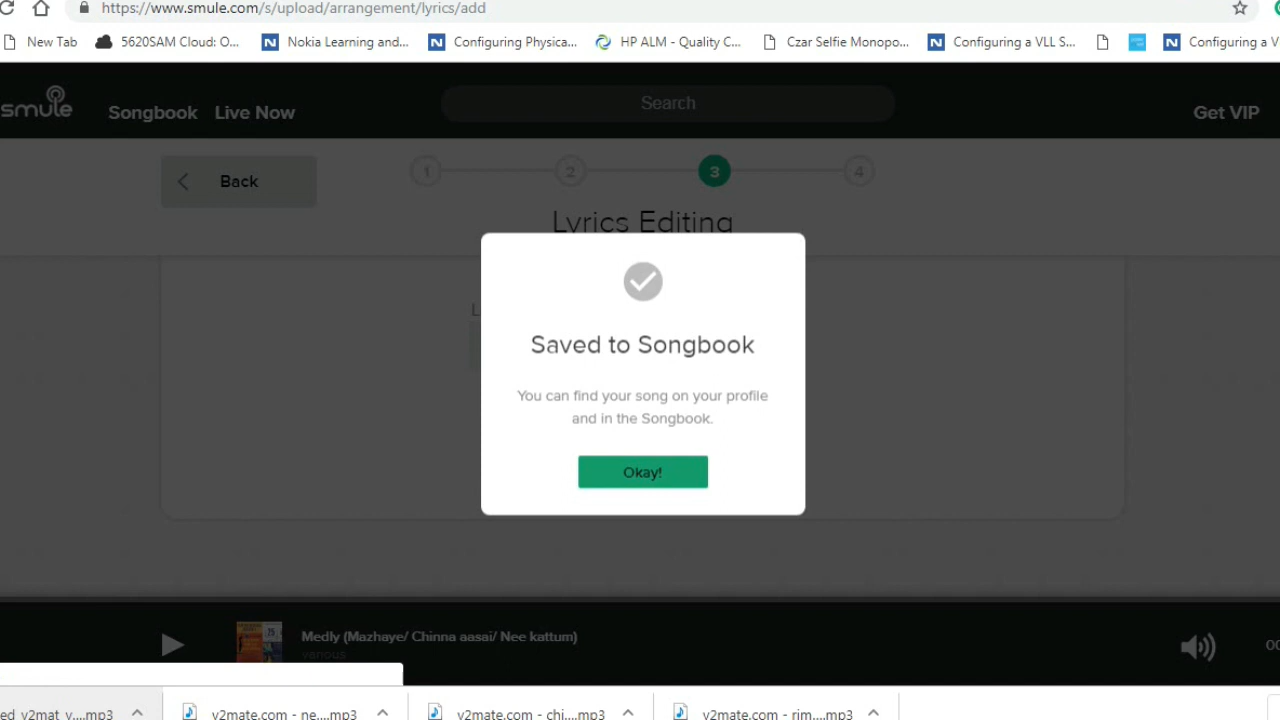 https://www.smule.com/s/upload/arrangement/lyrics/add
New Tab 5620SAM Cloud: O... Nokia Learning and... Configuring Physica... HP ALM - Quality C... Czar Selfie Monopo... Configuring a VLL S... Configuring a V
smule Songbook Live Now Search Get VIP
Back 1 2 3 4
Lyrics Editing
Saved to Songbook
You can find your song on your profile
and in the Songbook.
Okay!
Medly (Mazhaye/ Chinna aasai/ Nee kattum)
various
ed_v2mat_v....mp3 v2mate.com - ne....mp3 v2mate.com - chi....mp3 v2mate.com - rim....mp3